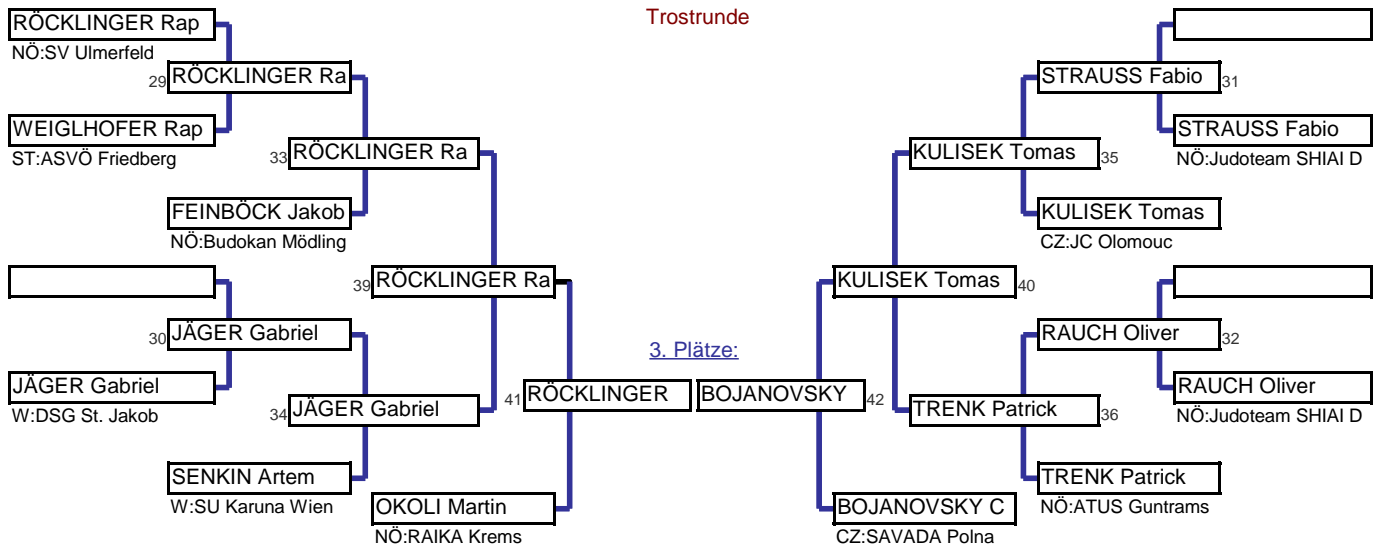 Trostrunde
RÖCKLINGER Rap
NÖ:SV Ulmerfeld
29 RÖCKLINGER Ra
WEIGLHOFER Rap
ST:ASVÖ Friedberg
33 RÖCKLINGER Ra
FEINBÖCK Jakob
NÖ:Budokan Mödling
39 RÖCKLINGER Ra
30 JÄGER Gabriel
JÄGER Gabriel
W:DSG St. Jakob
34 JÄGER Gabriel
SENKIN Artem
W:SU Karuna Wien
OKOLI Martin
NÖ:RAIKA Krems
3. Plätze:
41 RÖCKLINGER
BOJANOVSKY 42
STRAUSS Fabio 31
STRAUSS Fabio
NÖ:Judoteam SHIAI D
KULISEK Tomas 35
KULISEK Tomas
CZ:JC Olomouc
KULISEK Tomas 40
RAUCH Oliver 32
RAUCH Oliver
NÖ:Judoteam SHIAI D
TRENK Patrick 36
TRENK Patrick
NÖ:ATUS Guntrams
BOJANOVSKY C
CZ:SAVADA Polna